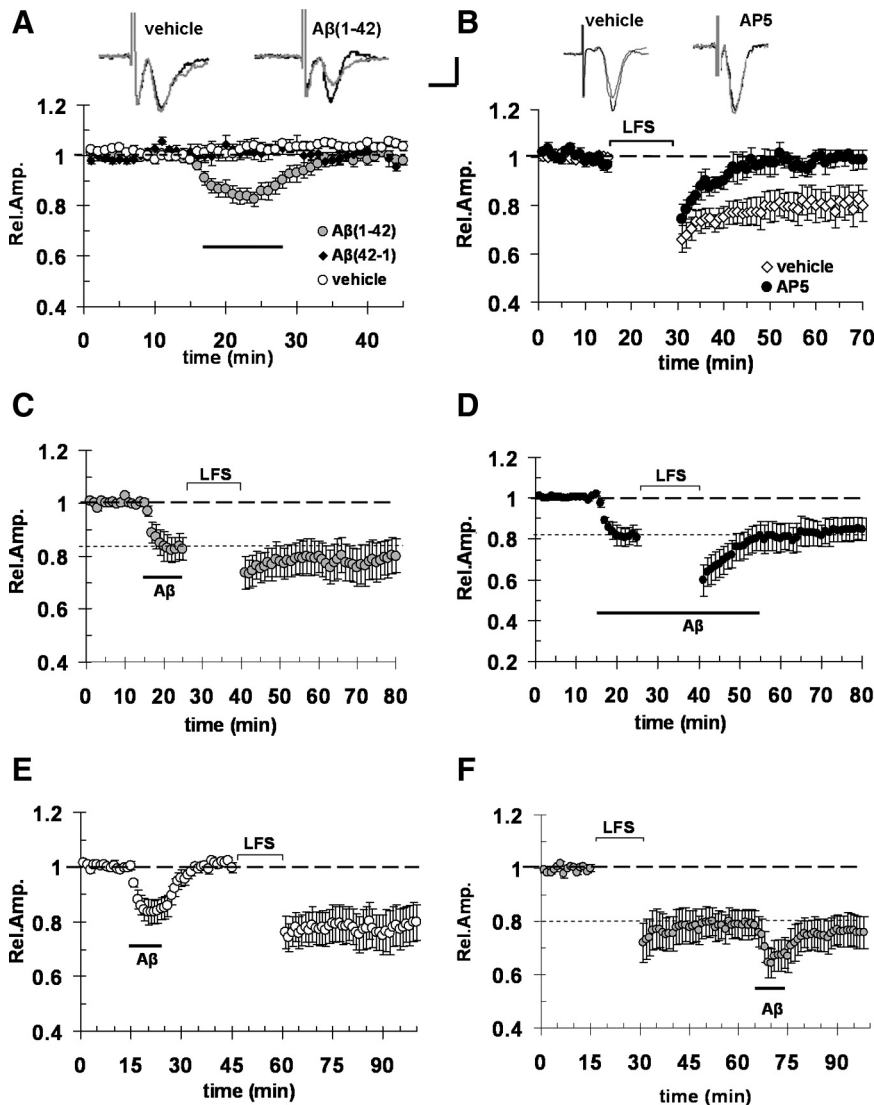 A
vehicle
Aβ(1-42)
1.2
1
0.8
0.6
0.4
Rel.Amp.
Aβ(1-42)
Aβ(42-1)
vehicle
0 10 20 30 40
time (min)
B
vehicle
AP5
1.2
1
0.8
0.6
0.4
Rel.Amp.
LFS
vehicle
AP5
0 10 20 30 40 50 60 70
time (min)
C
1.2
1
0.8
0.6
0.4
Rel.Amp.
LFS
Aβ
0 10 20 30 40 50 60 70 80
time (min)
D
1.2
1
0.8
0.6
0.4
0.2
Rel.Amp.
LFS
Aβ
0 10 20 30 40 50 60 70 80
time (min)
E
1.2
1
0.8
0.6
0.4
Rel.Amp.
LFS
Aβ
0 15 30 45 60 75 90
time (min)
F
1.2
1
0.8
0.6
0.4
Rel.Amp.
LFS
Aβ
0 15 30 45 60 75 90
time (min)